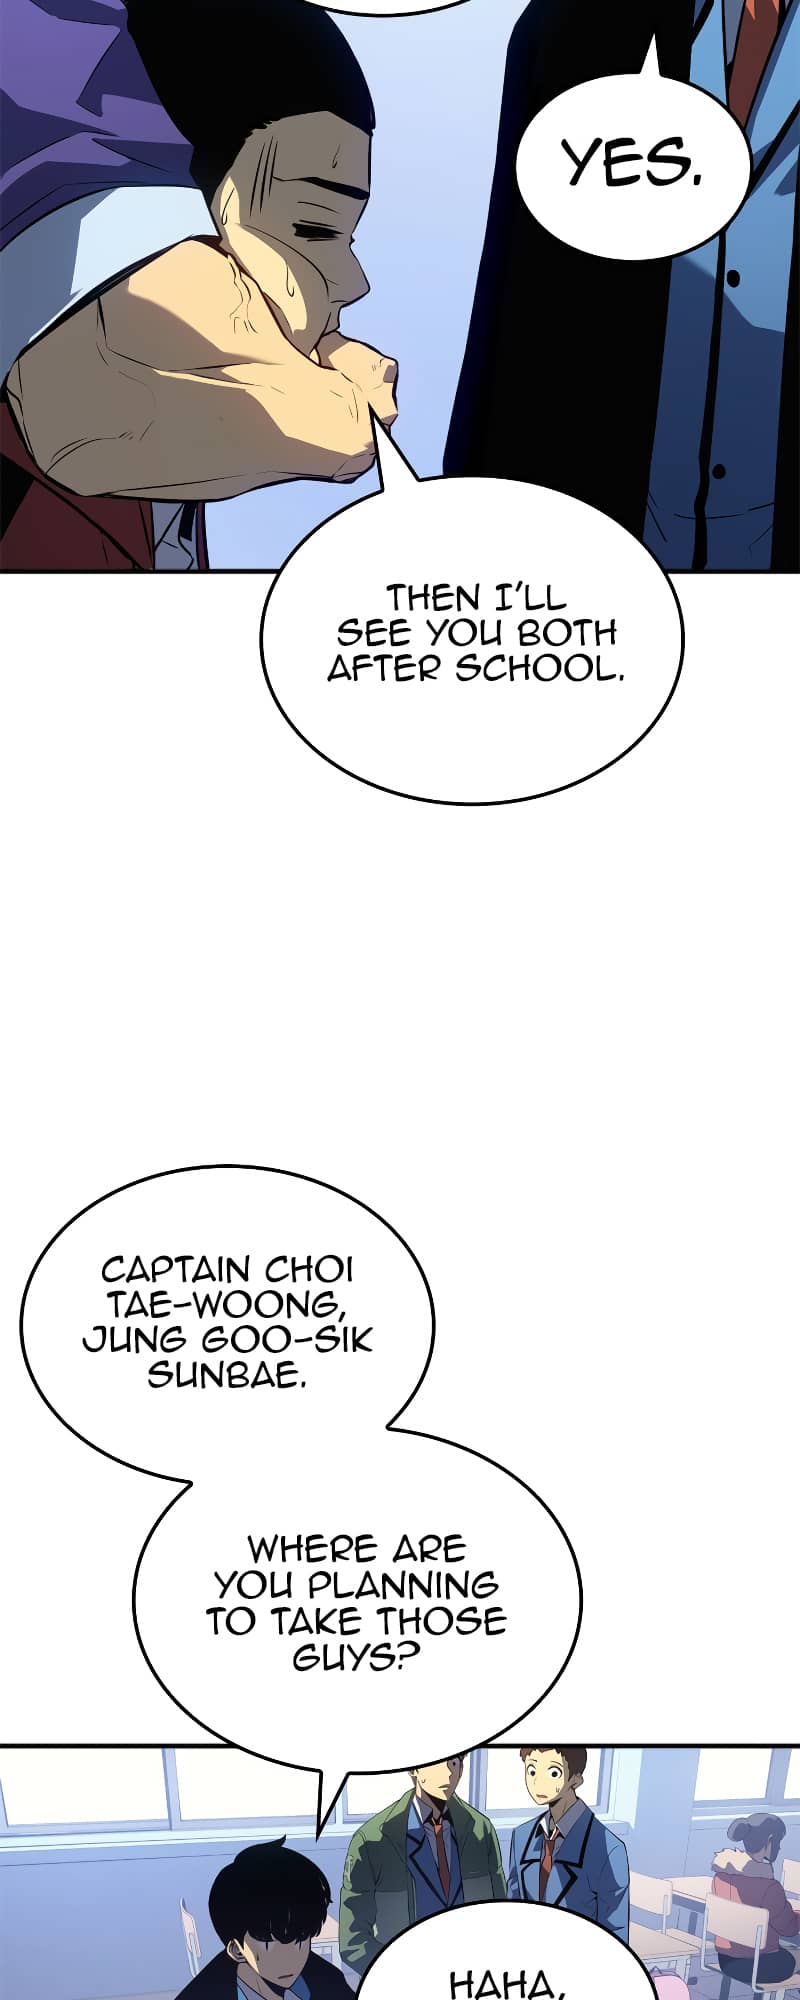 YES.
THEN I'LL
SEE YOU BOTH
AFTER SCHOOL.
CAPTAIN CHOI
TAE-WOONG,
JUNG GOO-SIK
SUNBAE.
WHERE ARE
YOU PLANNING
TO TAKE THOSE
GUYS?
HAHA,